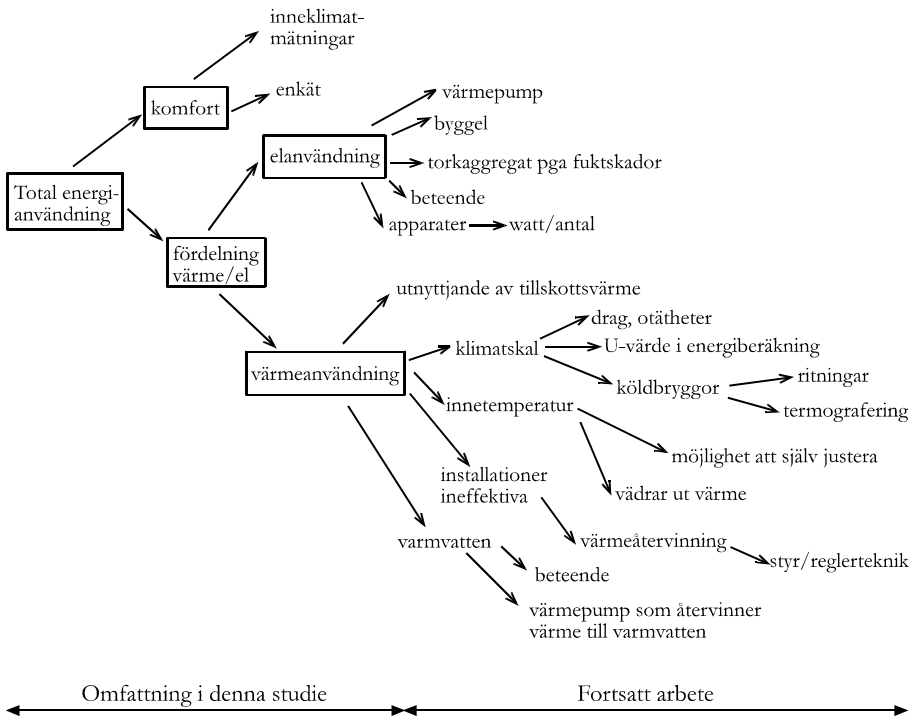 inneklimat-
mätningar
komfort
enkät
värmepump
byggel
elanvändning
torkaggregat pga fuktskador
beteende
apparater
watt/antal
Total energi-
användning
fördelning
värme/el
utnyttjande av tillskottsvärme
drag, otätheter
klimatskal
U-värde i energiberäkning
värmeanvändning
köldbryggor
ritningar
termografering
innetemperatur
möjlighet att själv justera
vädrar ut värme
installationer
ineffektiva
varmvatten
värmeåtervinning
styr/reglerteknik
beteende
värmepump som återvinner
värme till varmvatten
Omfattning i denna studie
Fortsatt arbete